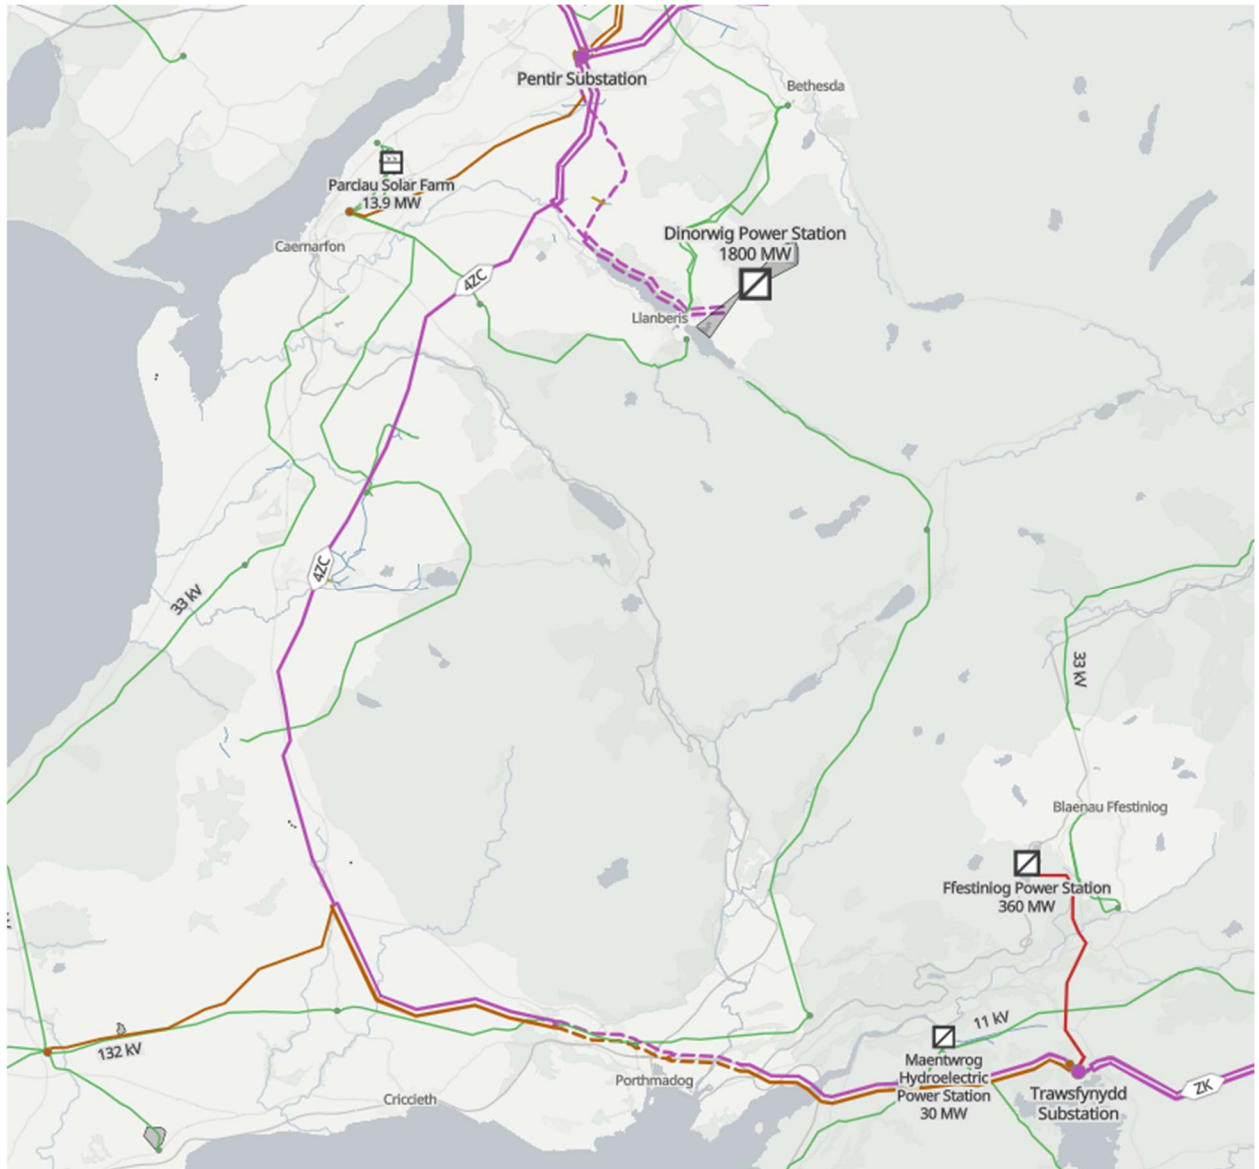 Pentir Substation
Bethesda
Parciau Solar Farm
13.9 MW
Caernarfon
Dinorwig Power Station
1800 MW
4ZC
Llanberis
4ZC
33 kV
33 kV
Blaenau Ffestiniog
Ffestiniog Power Station
360 MW
11 kV
132 kV
Maentwrog
Hydroelectric
Power Station
30 MW
Porthmadog
Criccieth
Trawsfynydd
Substation
ZK